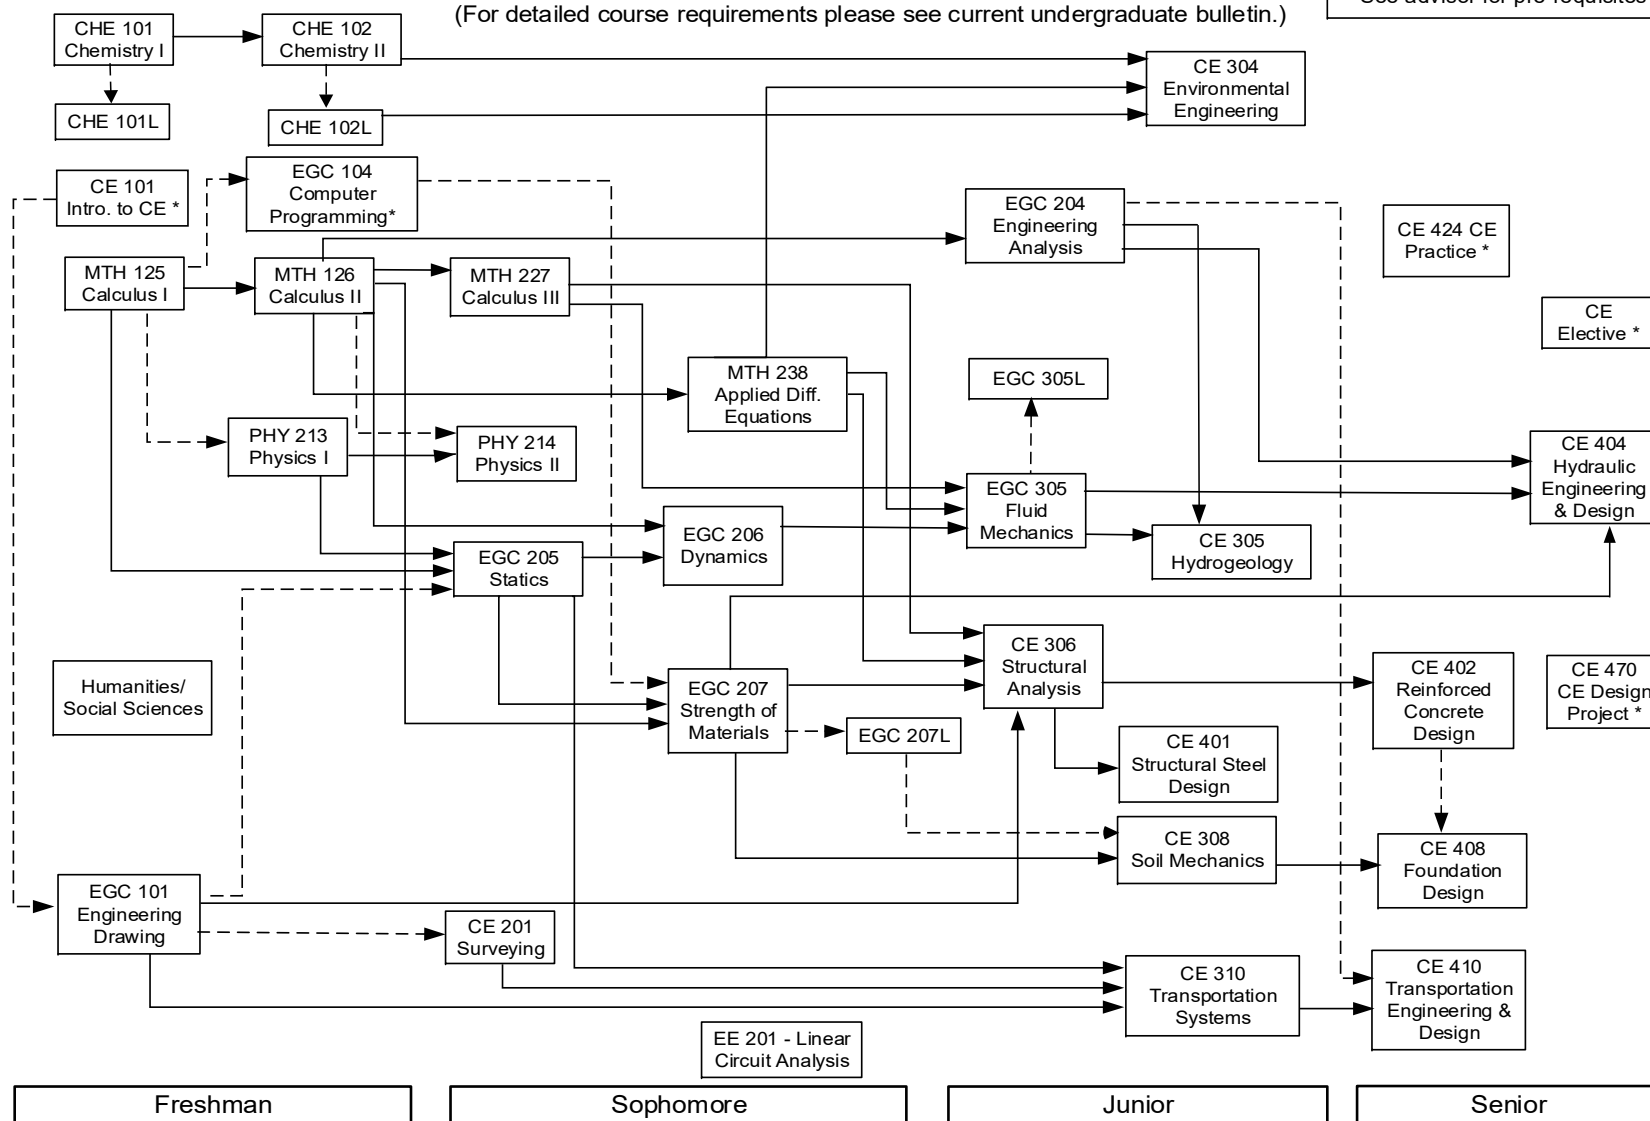 (For detailed course requirements please see current undergraduate bulletin.)
See advisor for pre-requisites
CHE 101
Chemistry I
CHE 102
Chemistry II
CE 304
Environmental
Engineering
CHE 101L
CHE 102L
CE 101
Intro. to CE *
EGC 104
Computer
Programming*
EGC 204
Engineering
Analysis
CE 424 CE
Practice *
MTH 125
Calculus I
MTH 126
Calculus II
MTH 227
Calculus III
CE
Elective *
MTH 238
Applied Diff.
Equations
EGC 305L
PHY 213
Physics I
PHY 214
Physics II
CE 404
Hydraulic
Engineering
& Design
EGC 305
Fluid
Mechanics
EGC 206
Dynamics
CE 305
Hydrogeology
EGC 205
Statics
Humanities/
Social Sciences
EGC 207
Strength of
Materials
CE 306
Structural
Analysis
CE 402
Reinforced
Concrete
Design
CE 470
CE Design
Project *
EGC 207L
CE 401
Structural Steel
Design
CE 308
Soil Mechanics
CE 408
Foundation
Design
EGC 101
Engineering
Drawing
CE 201
Surveying
CE 310
Transportation
Systems
CE 410
Transportation
Engineering &
Design
EE 201 - Linear
Circuit Analysis
Freshman
Sophomore
Junior
Senior